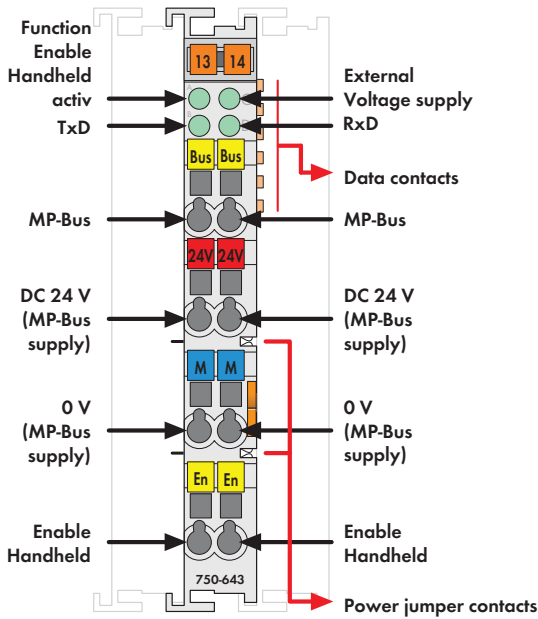 Function
Enable
Handheld
activ
TxD
13 14
External
Voltage supply
RxD
Bus Bus
Data contacts
MP-Bus
MP-Bus
24V 24V
DC 24 V
(MP-Bus
supply)
DC 24 V
(MP-Bus
supply)
M M
0 V
(MP-Bus
supply)
0 V
(MP-Bus
supply)
En En
Enable
Handheld
Enable
Handheld
750-643
Power jumper contacts